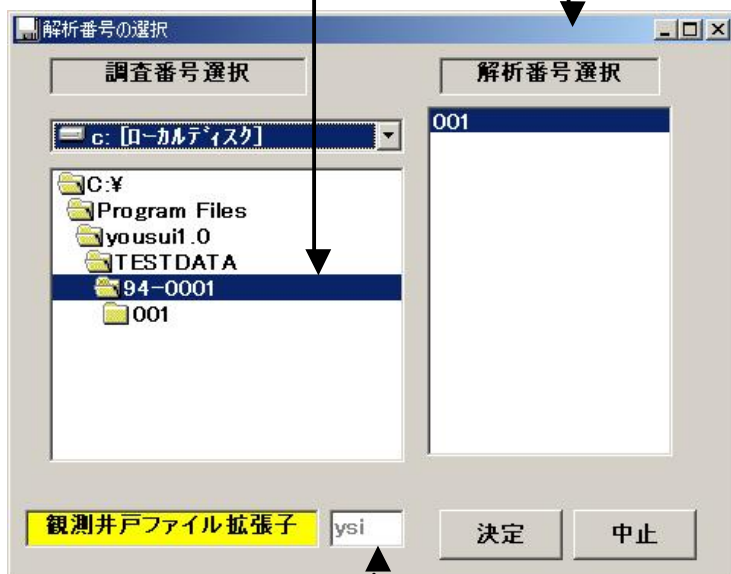 解析番号の選択
調査番号選択
解析番号選択
c: [ﾛｰｶﾙﾃﾞｨｽｸ]
001
C:¥
Program Files
yousui1.0
TESTDATA
94-0001
001
観測井戸ファイル拡張子
ysi
決定
中止